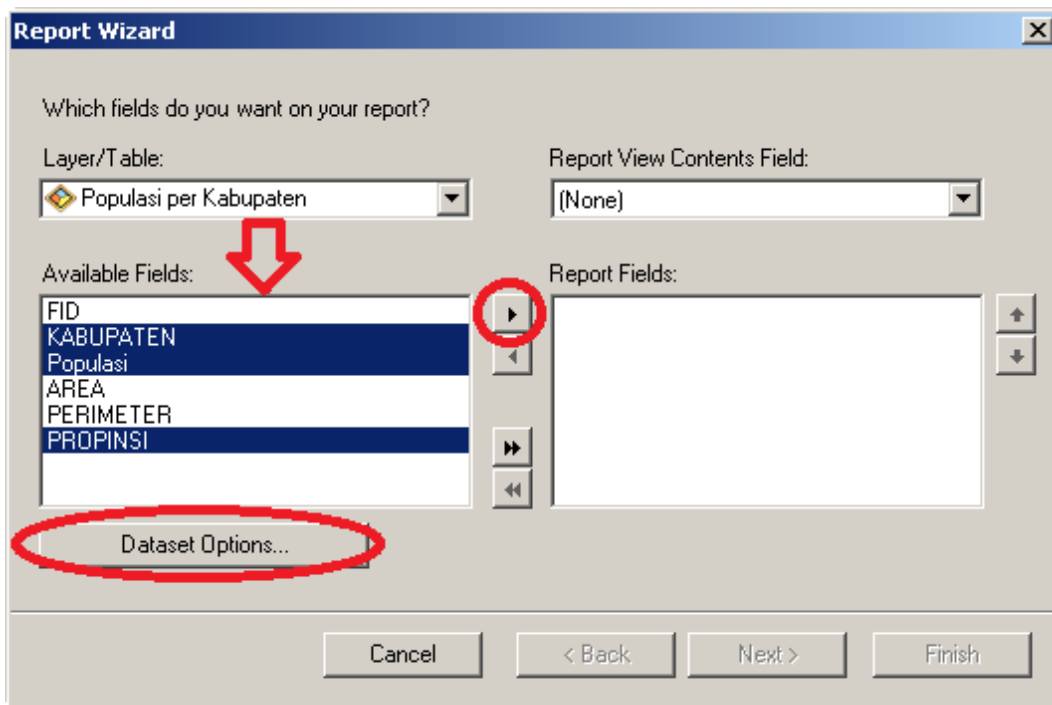 Report Wizard
Which fields do you want on your report?
Layer/Table:
Populasi per Kabupaten
Report View Contents Field:
(None)
Available Fields:
FID
KABUPATEN
Populasi
AREA
PERIMETER
PROPINSI
Report Fields:
Dataset Options...
Cancel
< Back
Next >
Finish